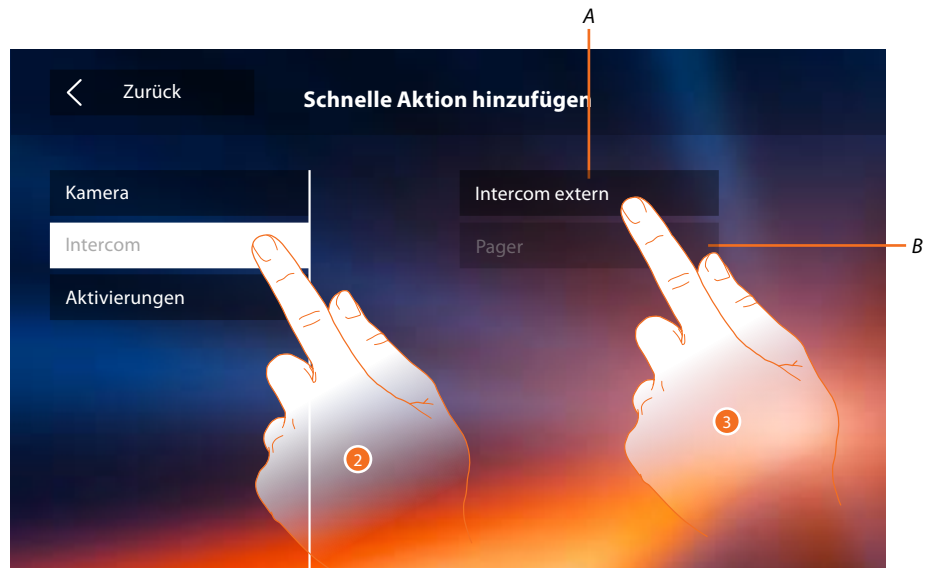 A
Zurück
Schnelle Aktion hinzufügen
Kamera
Intercom extern
Intercom
Pager
B
Aktivierungen
3
2